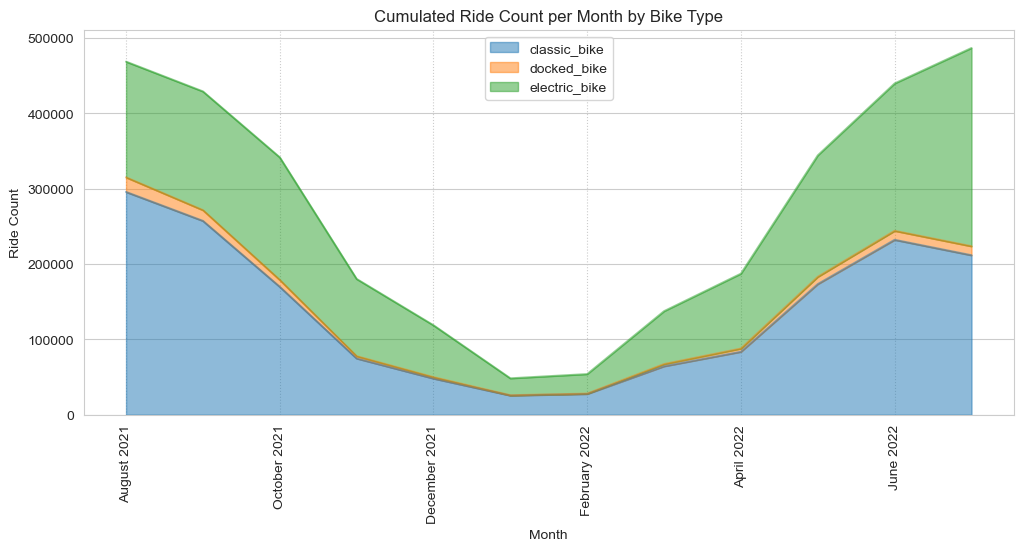 Cumulated Ride Count per Month by Bike Type
classic_bike
docked_bike
electric_bike
Ride Count
500000
400000
300000
200000
100000
0
August 2021
October 2021
December 2021
February 2022
April 2022
June 2022
Month